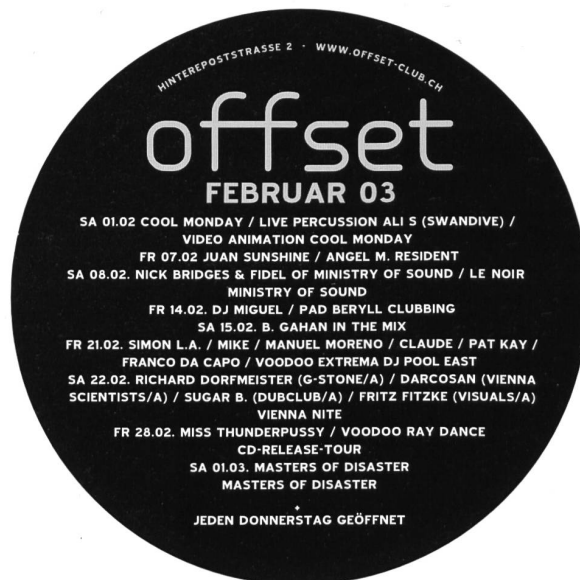 HINTEREPOSTSTRASSE 2 · WWW.OFFSET-CLUB.CH
offset
FEBRUAR 03
SA 01.02 COOL MONDAY / LIVE PERCUSSION ALI S (SWANDIVE) /
VIDEO ANIMATION COOL MONDAY
FR 07.02 JUAN SUNSHINE / ANGEL M. RESIDENT
SA 08.02. NICK BRIDGES & FIDEL OF MINISTRY OF SOUND / LE NOIR
MINISTRY OF SOUND
FR 14.02. DJ MIGUEL / PAD BERYLL CLUBBING
SA 15.02. B. GAHAN IN THE MIX
FR 21.02. SIMON L.A. / MIKE / MANUEL MORENO / CLAUDE / PAT KAY /
FRANCO DA CAPO / VOODOO EXTREMA DJ POOL EAST
SA 22.02. RICHARD DORFMEISTER (G-STONE/A) / DARCOSAN (VIENNA
SCIENTISTS/A) / SUGAR B. (DUBCLUB/A) / FRITZ FITZKE (VISUALS/A)
VIENNA NITE
FR 28.02. MISS THUNDERPUSSY / VOODOO RAY DANCE
CD-RELEASE-TOUR
SA 01.03. MASTERS OF DISASTER
MASTERS OF DISASTER
+
JEDEN DONNERSTAG GEÖFFNET